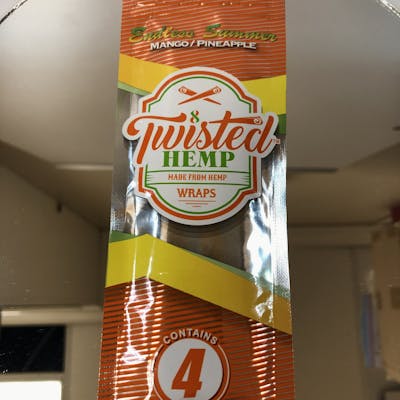 Endless Summer
MANGO / PINEAPPLE
Twisted
HEMP
MADE FROM HEMP
WRAPS
CONTAINS
4